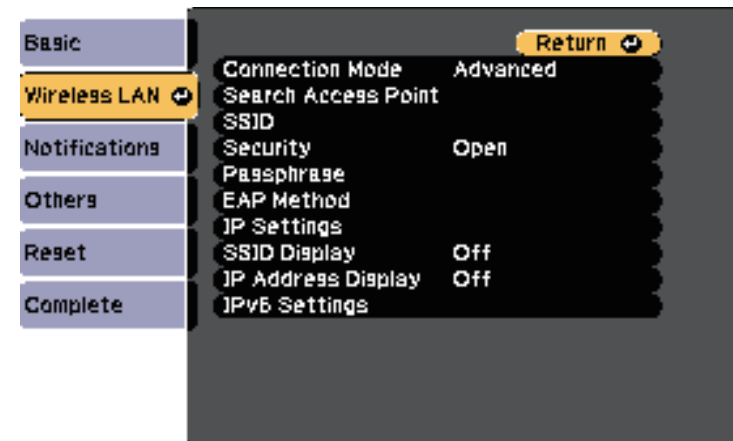 Basic
Wireless LAN
Notifications
Others
Reset
Complete
Return
Connection Mode Advanced
Search Access Point
SSID
Security Open
Passphrase
EAP Method
IP Settings
SSID Display Off
IP Address Display Off
IPv6 Settings